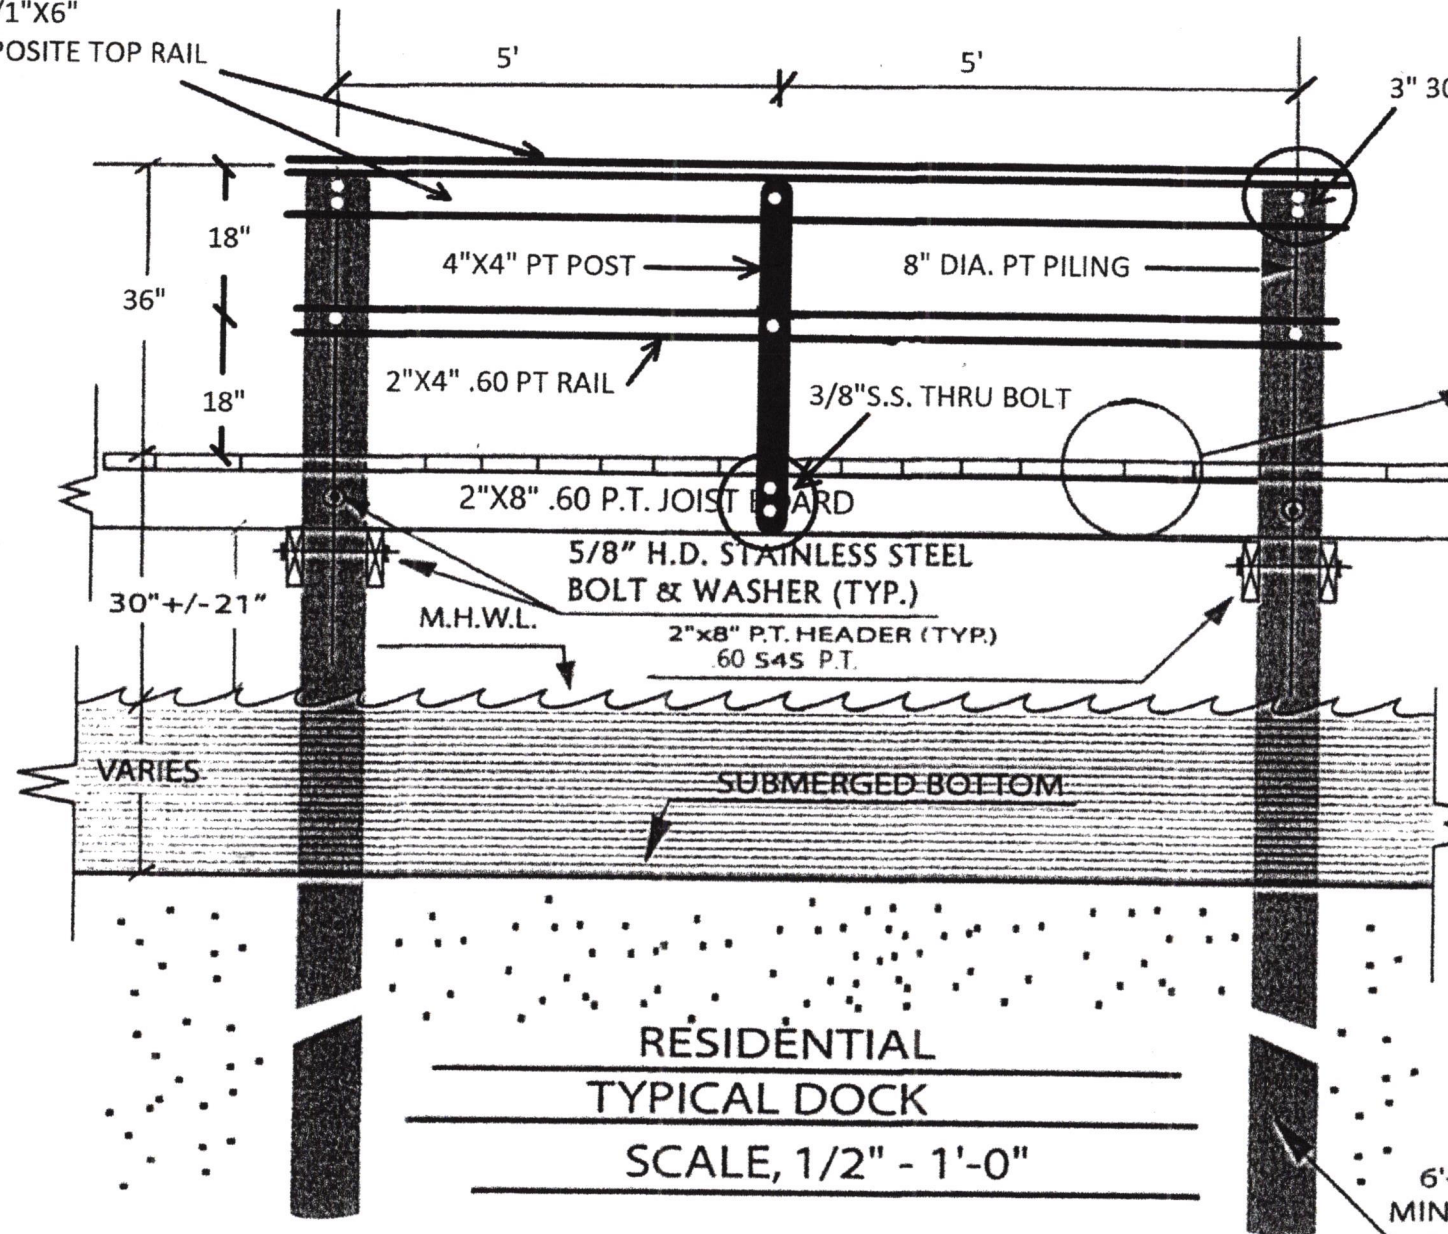 /1"X6"
POSITE TOP RAIL
5'
5'
3" 30
18"
36"
4"X4" PT POST
8" DIA. PT PILING
2"X4" .60 PT RAIL
18"
3/8"S.S. THRU BOLT
2"X8" .60 P.T. JOIST B ARD
5/8" H.D. STAINLESS STEEL
BOLT & WASHER (TYP.)
30"+/-21"
M.H.W.L.
2"x8" P.T. HEADER (TYP.)
.60 S4S P.T.
VARIES
SUBMERGED BOTTOM
RESIDENTIAL
TYPICAL DOCK
SCALE, 1/2" - 1'-0"
6'-
MIN